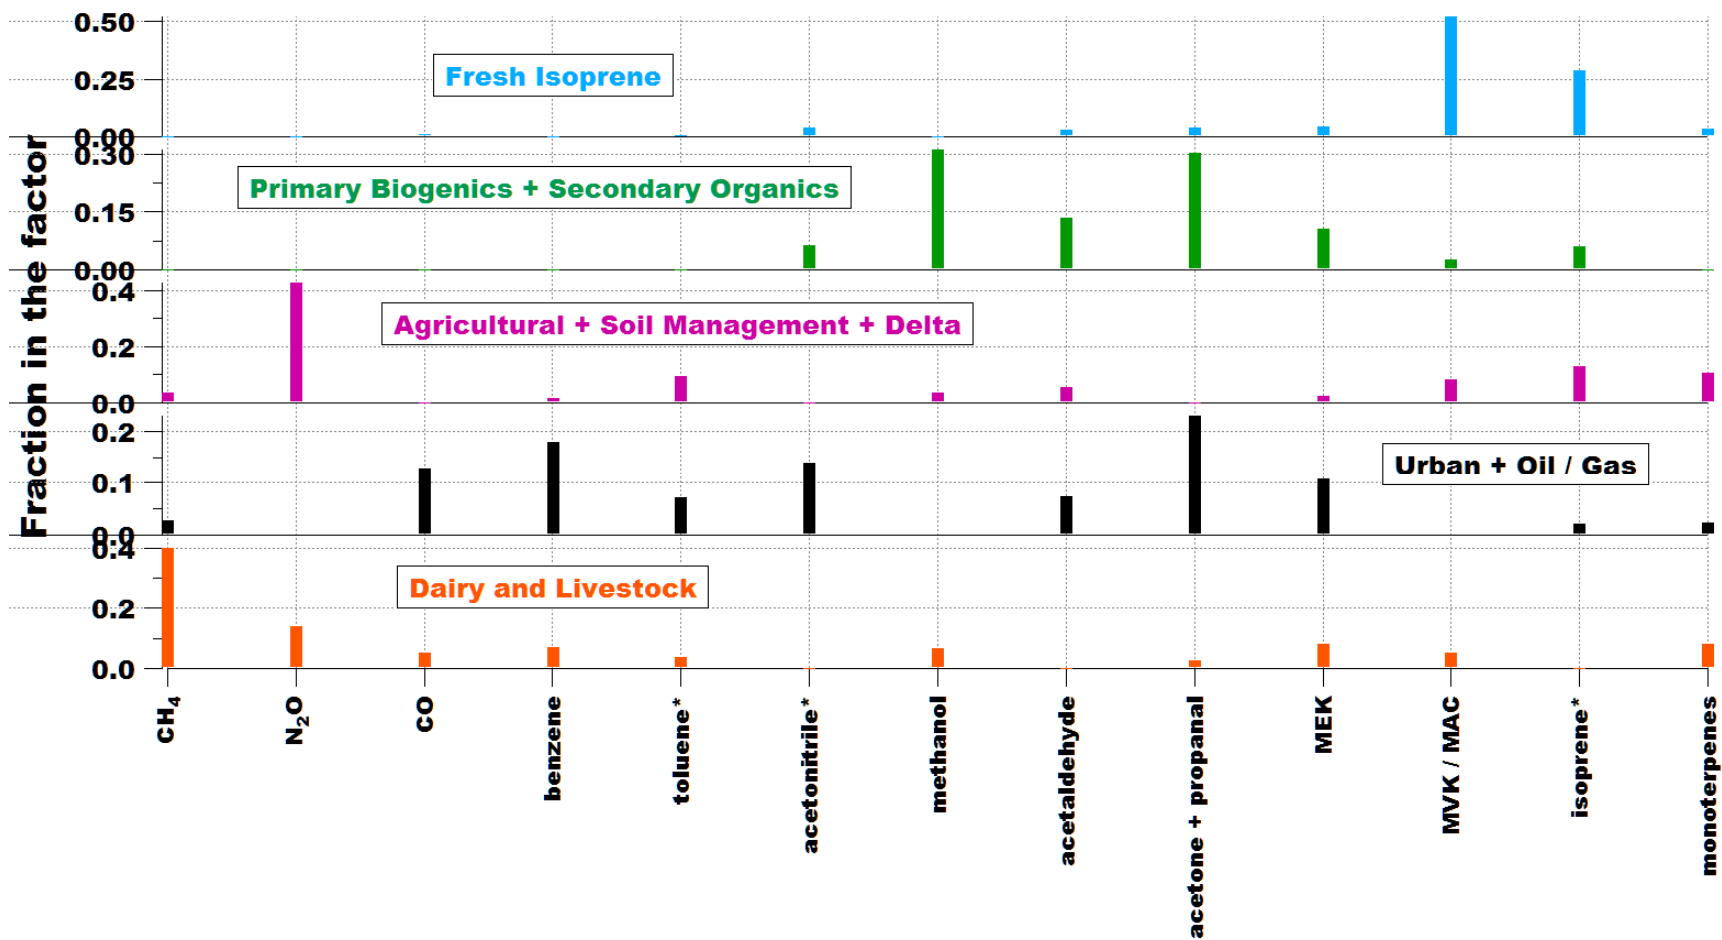 Fraction in the factor
0.50
0.25
0.00
Fresh Isoprene
0.30
0.15
0.00
Primary Biogenics + Secondary Organics
0.4
0.2
0.0
Agricultural + Soil Management + Delta
0.2
0.1
0.0
Urban + Oil / Gas
0.4
0.2
0.0
Dairy and Livestock
CH₄
N₂O
CO
benzene
toluene*
acetonitrile*
methanol
acetaldehyde
acetone + propanal
MEK
MVK / MAC
isoprene*
monoterpenes